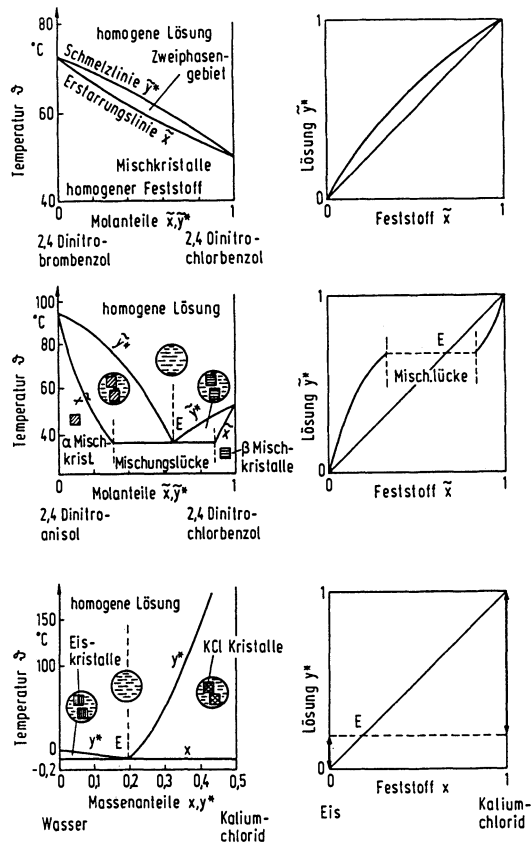 °C
80
60
40
Temperatur ϑ
homogene Lösung
Zweiphasen-
gebiet
Schmelzlinie ỹ*
Erstarrungslinie x̃
Mischkristalle
homogener Feststoff
0
1
Molanteile x̃,ỹ*
2,4 Dinitro-
brombenzol
2,4 Dinitro-
chlorbenzol
1
Lösung ỹ*
0
0
1
Feststoff x̃
100
°C
80
60
40
Temperatur ϑ
homogene Lösung
ỹ*
x̃
E
ỹ*
x̃
α Misch-
krist.
Mischungslücke
β Misch-
kristalle
0
1
Molanteile x̃,ỹ*
2,4 Dinitro-
anisol
2,4 Dinitro-
chlorbenzol
1
Lösung ỹ*
E
Misch.lücke
0
0
1
Feststoff x̃
150
°C
100
0
-0,2
Temperatur ϑ
homogene Lösung
Eis-
kristalle
y*
KCl Kristalle
y*
E
x
0
0,1
0,2
0,3
0,4
0,5
Massenanteile x,y*
Wasser
Kalium-
chlorid
1
Lösung y*
E
0
0
1
Feststoff x
Eis
Kalium-
chlorid